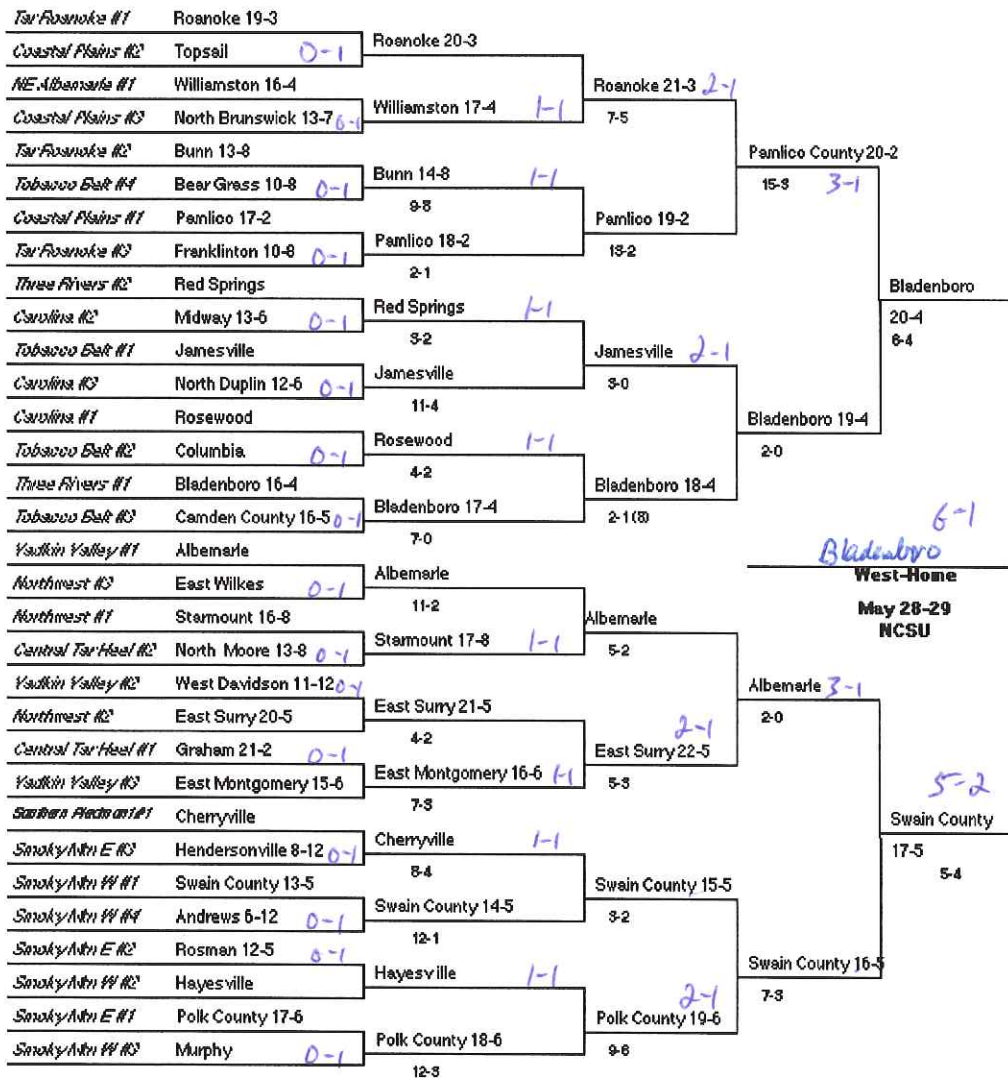 Tar Roanoke #1 Roanoke 19-3
Coastal Plains #2 Topsail 0-1
Roanoke 20-3
NE Albemarle #1 Williamston 16-4
Roanoke 21-3 2-1
Coastal Plains #3 North Brunswick 13-7 0-1
Williamston 17-4 1-1
7-5
Tar Roanoke #2 Bunn 13-8
Pamlico County 20-2
Tobacco Belt #4 Bear Grass 10-8 0-1
Bunn 14-8 1-1
15-3 3-1
9-8
Coastal Plains #1 Pamlico 17-2
Pamlico 19-2
Tar Roanoke #3 Franklinton 10-8 0-1
Pamlico 18-2
13-2
2-1
Three Rivers #2 Red Springs
Bladenboro
Carolina #2 Midway 13-6 0-1
Red Springs 1-1
20-4
3-2
6-4
Tobacco Belt #1 Jamesville
Jamesville 2-1
Carolina #3 North Duplin 12-6 0-1
Jamesville
3-0
11-4
Carolina #1 Rosewood
Bladenboro 19-4
Tobacco Belt #2 Columbia 0-1
Rosewood 1-1
2-0
4-2
Three Rivers #1 Bladenboro 16-4
Bladenboro 18-4
Tobacco Belt #3 Camden County 16-5 0-1
Bladenboro 17-4
2-1(8)
7-0
6-1
Bladenboro
Yadkin Valley #1 Albemarle
West-Home
Northwest #3 East Wilkes 0-1
Albemarle
11-2
May 28-29
NCSU
Northwest #1 Starmount 16-8
Albemarle
Central Tar Heel #2 North Moore 13-8 0-1
Starmount 17-8 1-1
5-2
Yadkin Valley #2 West Davidson 11-12 0-1
Albemarle 3-1
Northwest #2 East Surry 20-5
East Surry 21-5
2-0
4-2
Central Tar Heel #1 Graham 21-2 0-1
2-1
East Surry 22-5
Yadkin Valley #3 East Montgomery 15-6
East Montgomery 16-6 1-1
5-3
7-3
5-2
Southern Piedmont #1 Cherryville
Swain County
Smoky Mtn E #3 Hendersonville 8-12 0-1
Cherryville 1-1
17-5
8-4
5-4
Smoky Mtn W #1 Swain County 13-5
Swain County 15-5
Smoky Mtn W #4 Andrews 6-12 0-1
Swain County 14-5
3-2
12-1
Smoky Mtn E #2 Rosman 12-5 0-1
Swain County 16-5
Smoky Mtn W #2 Hayesville
Hayesville 1-1
7-3
2-1
Smoky Mtn E #1 Polk County 17-6
Polk County 19-6
Smoky Mtn W #3 Murphy 0-1
Polk County 18-6
9-6
12-3